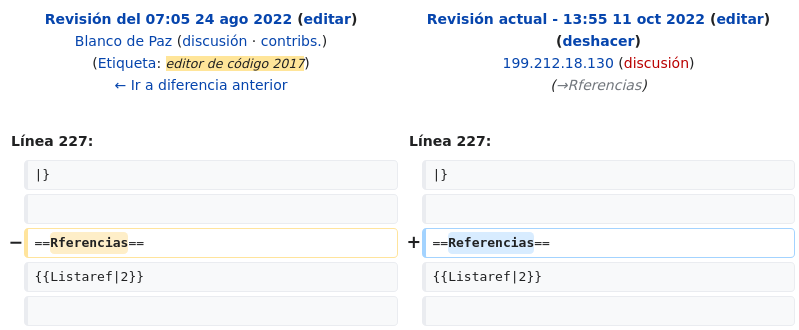 Revisión del 07:05 24 ago 2022 (editar)
Blanco de Paz (discusión · contribs.)
(Etiqueta: editor de código 2017)
← Ir a diferencia anterior
Revisión actual - 13:55 11 oct 2022 (editar)
(deshacer)
199.212.18.130 (discusión)
(→Rferencias)
Línea 227:
Línea 227:
|}
|}
− ==Rferencias==
+ ==Referencias==
{{Listaref|2}}
{{Listaref|2}}